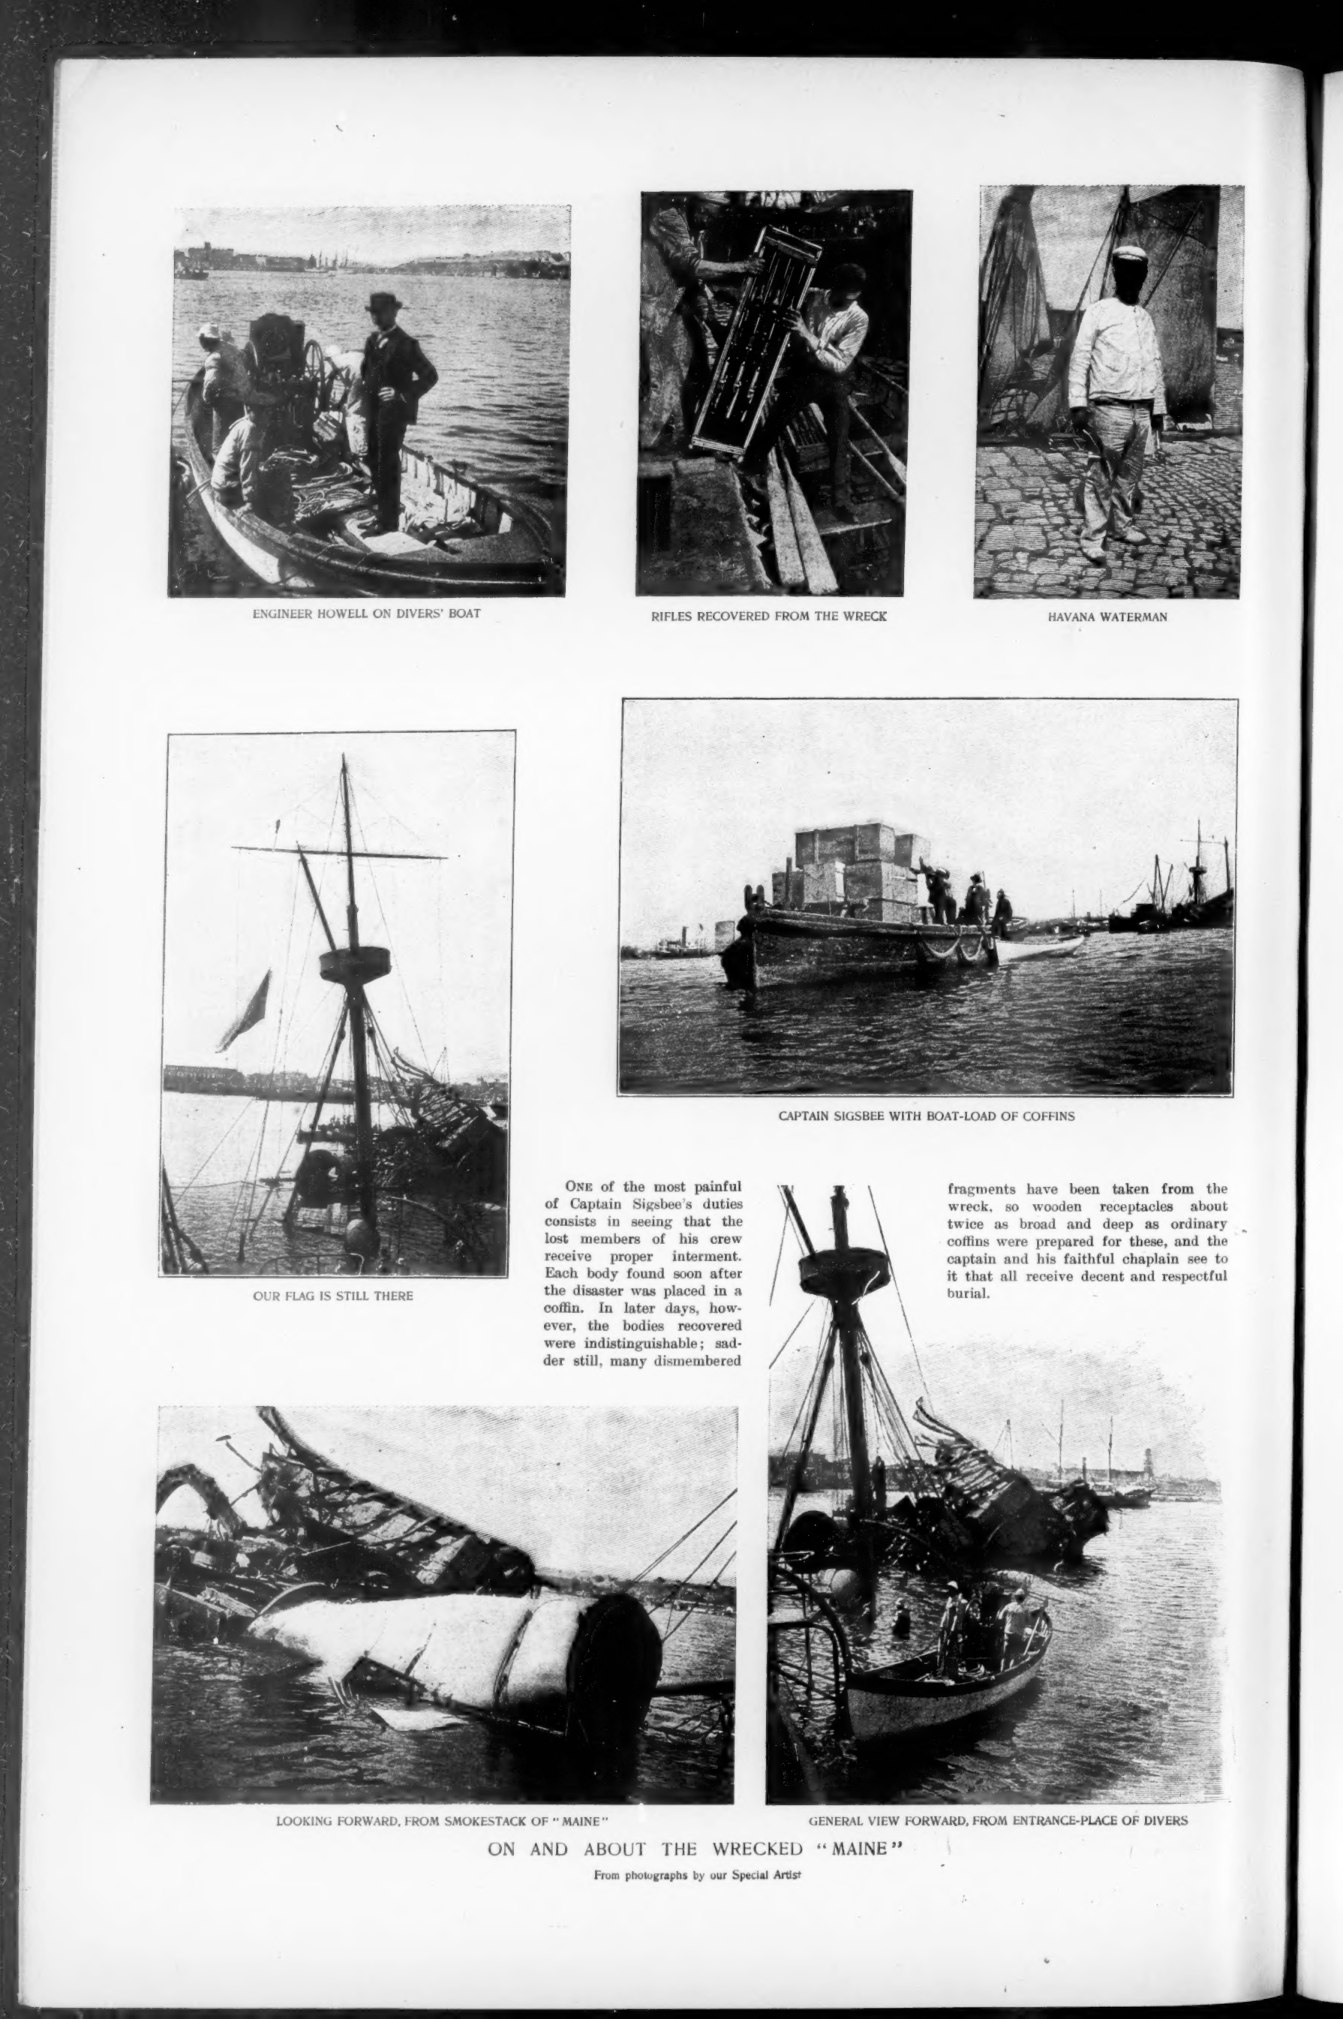 ENGINEER HOWELL ON DIVERS' BOAT
RIFLES RECOVERED FROM THE WRECK
HAVANA WATERMAN
CAPTAIN SIGSBEE WITH BOAT-LOAD OF COFFINS
OUR FLAG IS STILL THERE
ONE of the most painful
of Captain Sigsbee's duties
consists in seeing that the
lost members of his crew
receive proper interment.
Each body found soon after
the disaster was placed in a
coffin. In later days, how-
ever, the bodies recovered
were indistinguishable; sad-
der still, many dismembered
fragments have been taken from the
wreck, so wooden receptacles about
twice as broad and deep as ordinary
coffins were prepared for these, and the
captain and his faithful chaplain see to
it that all receive decent and respectful
burial.
LOOKING FORWARD, FROM SMOKESTACK OF "MAINE"
GENERAL VIEW FORWARD, FROM ENTRANCE-PLACE OF DIVERS
ON AND ABOUT THE WRECKED "MAINE"
From photographs by our Special Artist